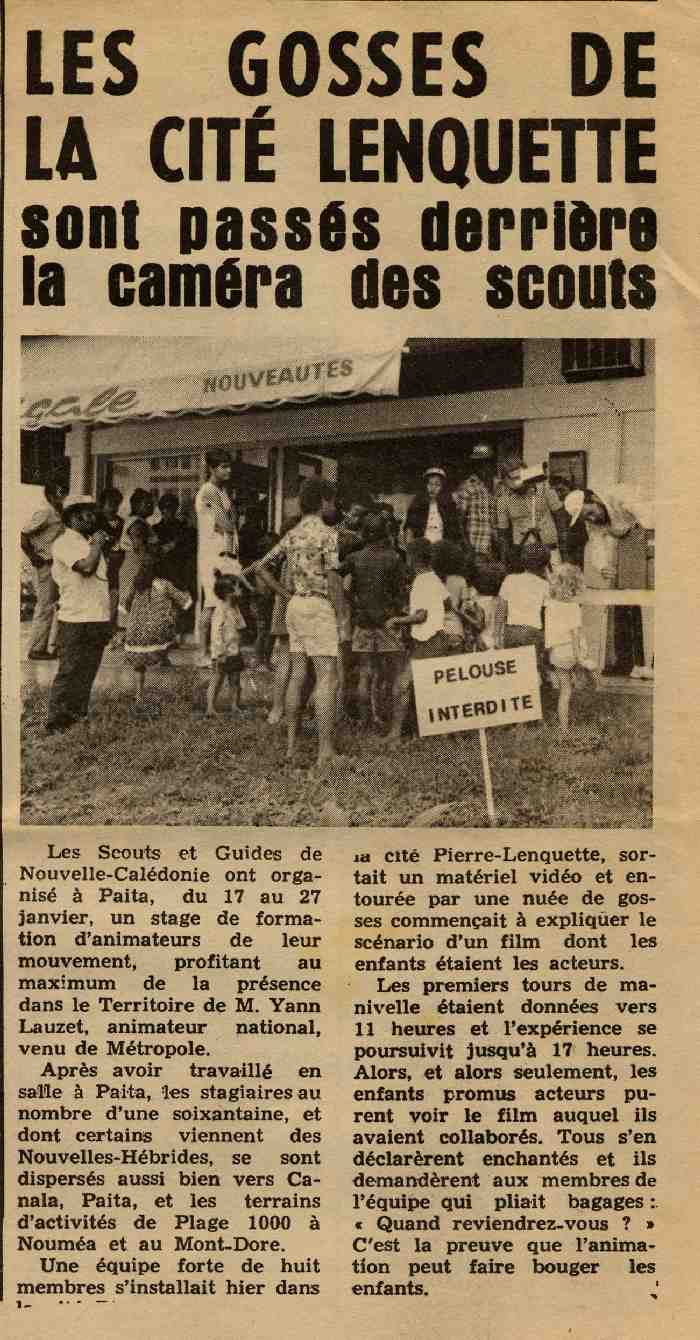 LES GOSSES DE
LA CITÉ LENQUETTE
sont passés derrière
la caméra des scouts
gale
NOUVEAUTES
PELOUSE
INTERDITE
Les Scouts et Guides de
Nouvelle-Calédonie ont orga-
nisé à Paita, du 17 au 27
janvier, un stage de forma-
tion d'animateurs de leur
mouvement, profitant au
maximum de la présence
dans le Territoire de M. Yann
Lauzet, animateur national,
venu de Métropole.
Après avoir travaillé en
salle à Paita, les stagiaires au
nombre d'une soixantaine, et
dont certains viennent des
Nouvelles-Hébrides, se sont
dispersés aussi bien vers Ca-
nala, Paita, et les terrains
d'activités de Plage 1000 à
Nouméa et au Mont-Dore.
Une équipe forte de huit
membres s'installait hier dans
la cité Pierre-Lenquette, sor-
tait un matériel vidéo et en-
tourée par une nuée de gos-
ses commençait à expliquer le
scénario d'un film dont les
enfants étaient les acteurs.
Les premiers tours de ma-
nivelle étaient données vers
11 heures et l'expérience se
poursuivit jusqu'à 17 heures.
Alors, et alors seulement, les
enfants promus acteurs pu-
rent voir le film auquel ils
avaient collaborés. Tous s'en
déclarèrent enchantés et ils
demandèrent aux membres de
l'équipe qui pliait bagages :
« Quand reviendrez-vous ? »
C'est la preuve que l'anima-
tion peut faire bouger les
enfants.